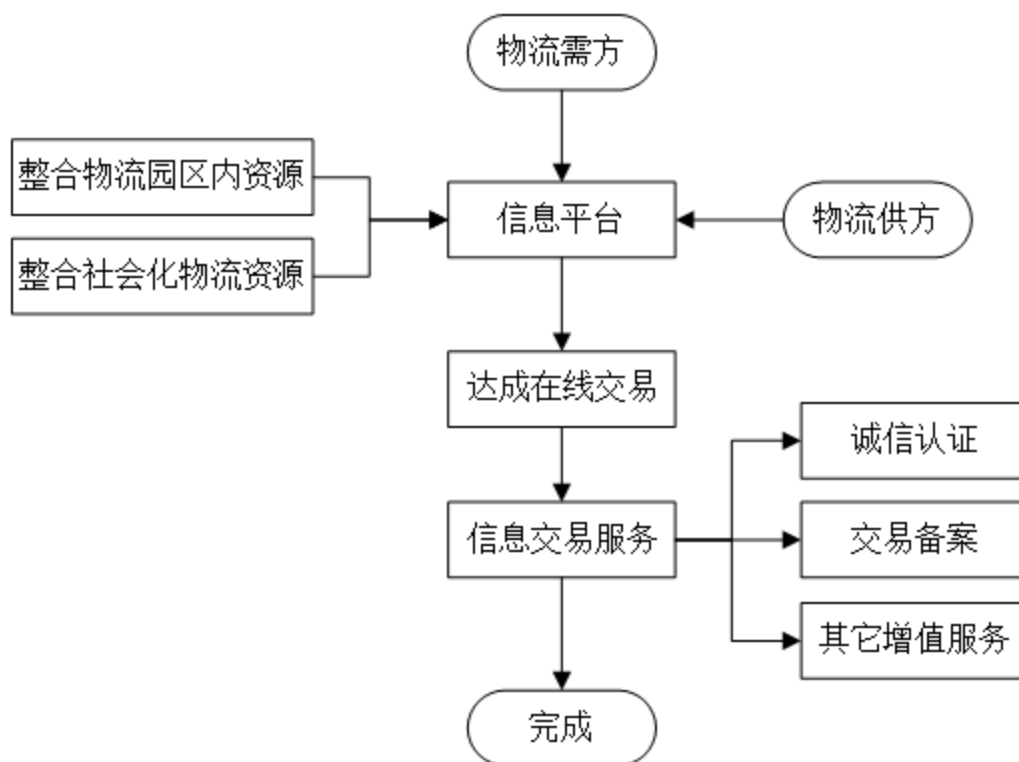 物流需方
整合物流园区内资源
信息平台
物流供方
整合社会化物流资源
达成在线交易
诚信认证
信息交易服务
交易备案
其它增值服务
完成